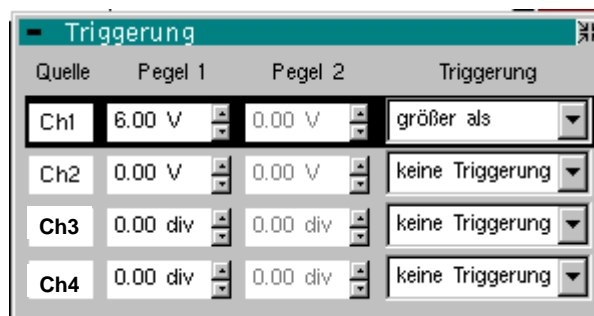 Triggerung
Quelle Pegel 1 Pegel 2 Triggerung
Ch1 6.00 V 0.00 V größer als
Ch2 0.00 V 0.00 V keine Triggerung
Ch3 0.00 div 0.00 div keine Triggerung
Ch4 0.00 div 0.00 div keine Triggerung